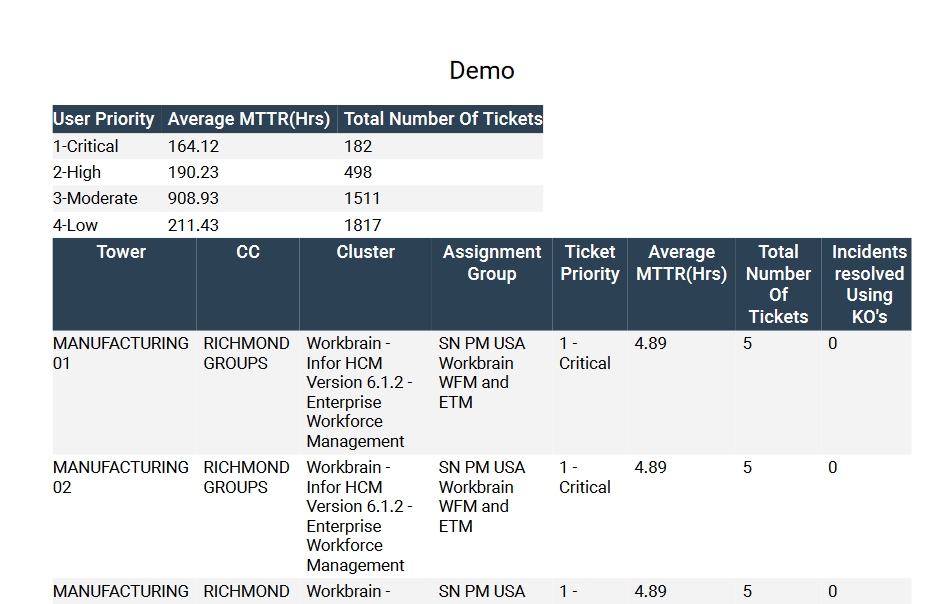 Demo
User Priority Average MTTR(Hrs) Total Number Of Tickets
1-Critical 164.12 182
2-High 190.23 498
3-Moderate 908.93 1511
4-Low 211.43 1817
Tower CC Cluster Assignment Group Ticket Priority Average MTTR(Hrs) Total Number Of Tickets Incidents resolved Using KO's
MANUFACTURING 01 RICHMOND GROUPS Workbrain - Infor HCM Version 6.1.2 - Enterprise Workforce Management SN PM USA Workbrain WFM and ETM 1 - Critical 4.89 5 0
MANUFACTURING 02 RICHMOND GROUPS Workbrain - Infor HCM Version 6.1.2 - Enterprise Workforce Management SN PM USA Workbrain WFM and ETM 1 - Critical 4.89 5 0
MANUFACTURING RICHMOND Workbrain - SN PM USA 1 - 4.89 5 0